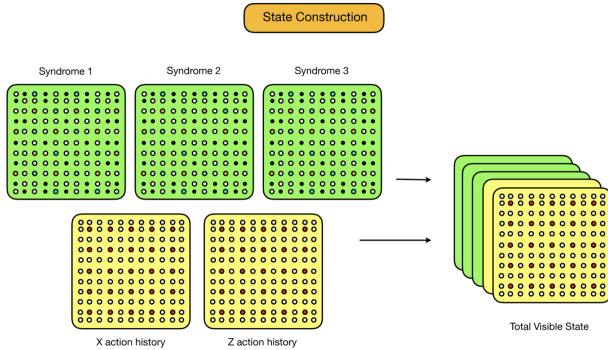 State Construction
Syndrome 1
Syndrome 2
Syndrome 3
X action history
Z action history
Total Visible State